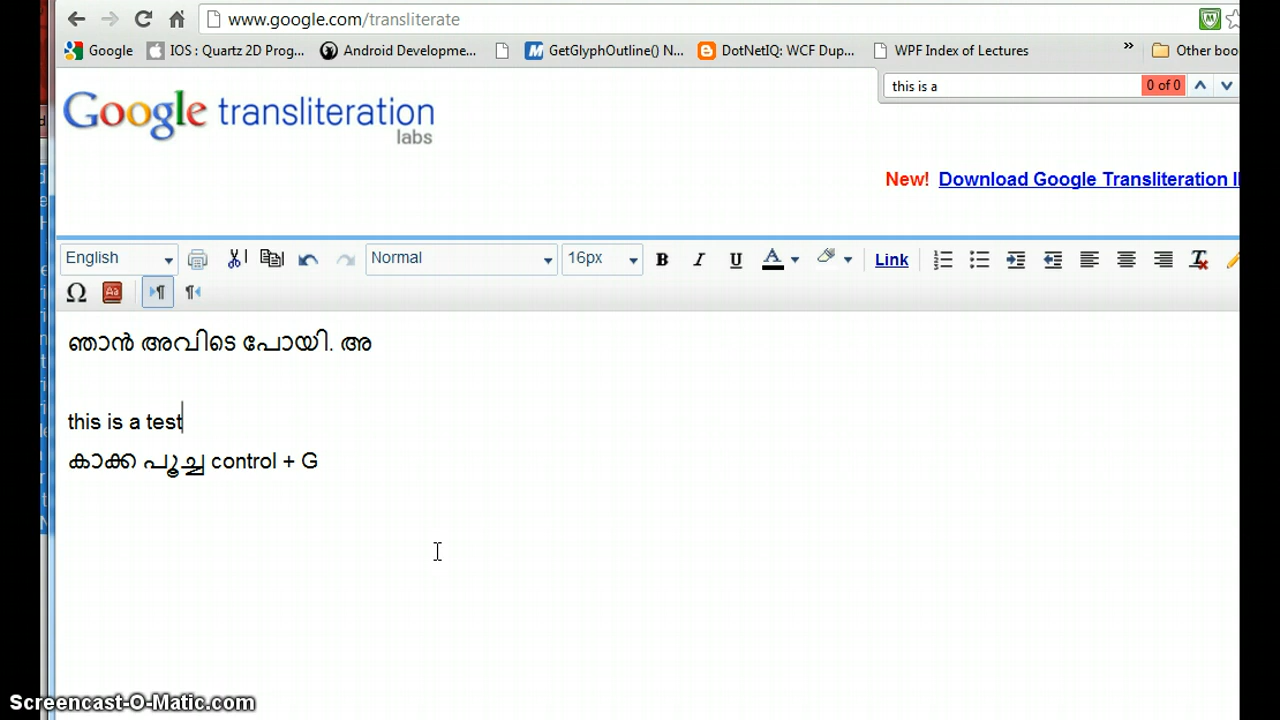 www.google.com/transliterate
Google IOS : Quartz 2D Prog... Android Developme... GetGlyphOutline() N... DotNetIQ: WCF Dup... WPF Index of Lectures » Other boo
this is a 0 of 0
Google transliteration
labs
New! Download Google Transliteration I
English Normal 16px B I U A Link
Ω
ഞാൻ അവിടെ പോയി. അ
this is a test
കാക്ക പൂച്ച control + G
Screencast-O-Matic.com